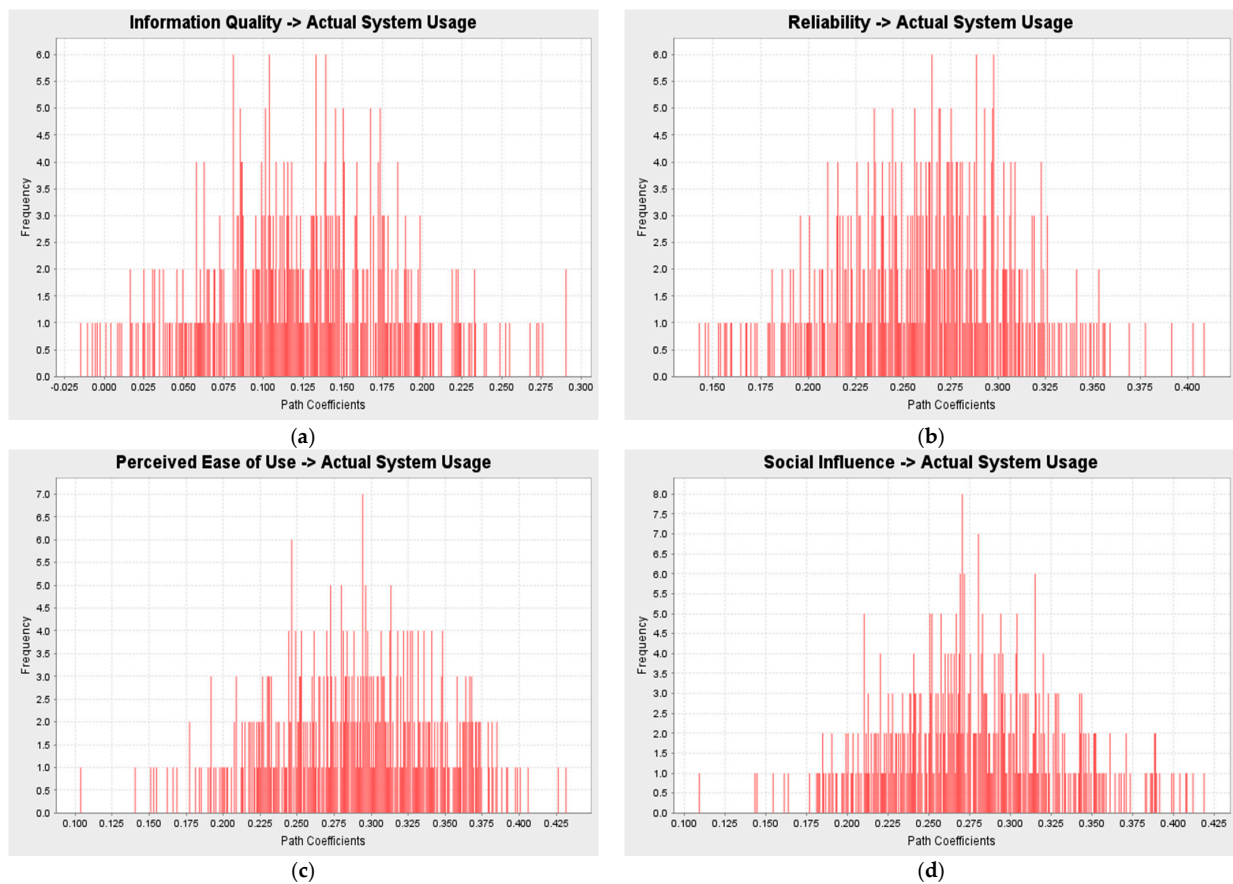 Information Quality -> Actual System Usage
6.0
5.5
5.0
4.5
4.0
3.5
3.0
2.5
2.0
1.5
1.0
0.5
0.0
Frequency
-0.025 0.000 0.025 0.050 0.075 0.100 0.125 0.150 0.175 0.200 0.225 0.250 0.275 0.300
Path Coefficients
(a)
Reliability -> Actual System Usage
6.0
5.5
5.0
4.5
4.0
3.5
3.0
2.5
2.0
1.5
1.0
0.5
0.0
Frequency
0.150 0.175 0.200 0.225 0.250 0.275 0.300 0.325 0.350 0.375 0.400
Path Coefficients
(b)
Perceived Ease of Use -> Actual System Usage
7.0
6.5
6.0
5.5
5.0
4.5
4.0
3.5
3.0
2.5
2.0
1.5
1.0
0.5
0.0
Frequency
0.100 0.125 0.150 0.175 0.200 0.225 0.250 0.275 0.300 0.325 0.350 0.375 0.400 0.425
Path Coefficients
(c)
Social Influence -> Actual System Usage
8.0
7.5
7.0
6.5
6.0
5.5
5.0
4.5
4.0
3.5
3.0
2.5
2.0
1.5
1.0
0.5
0.0
Frequency
0.100 0.125 0.150 0.175 0.200 0.225 0.250 0.275 0.300 0.325 0.350 0.375 0.400 0.425
Path Coefficients
(d)